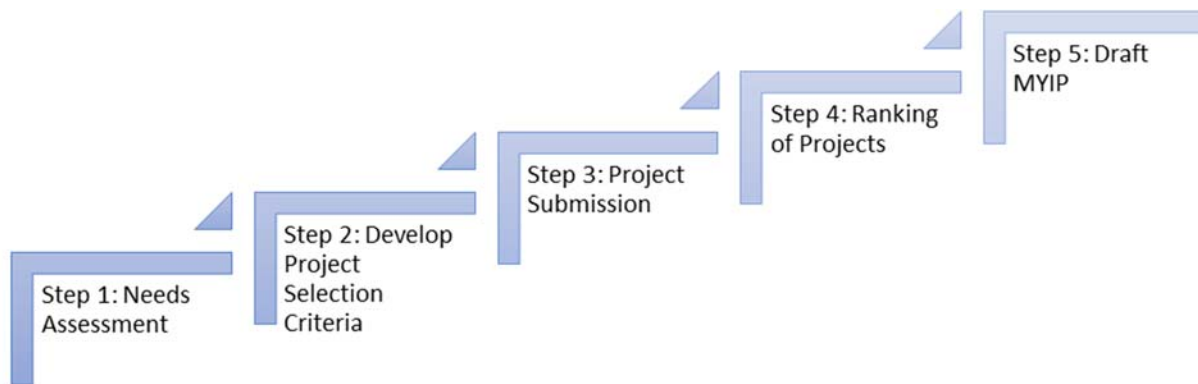 Step 1: Needs
Assessment
Step 2: Develop
Project
Selection
Criteria
Step 3: Project
Submission
Step 4: Ranking
of Projects
Step 5: Draft
MYIP